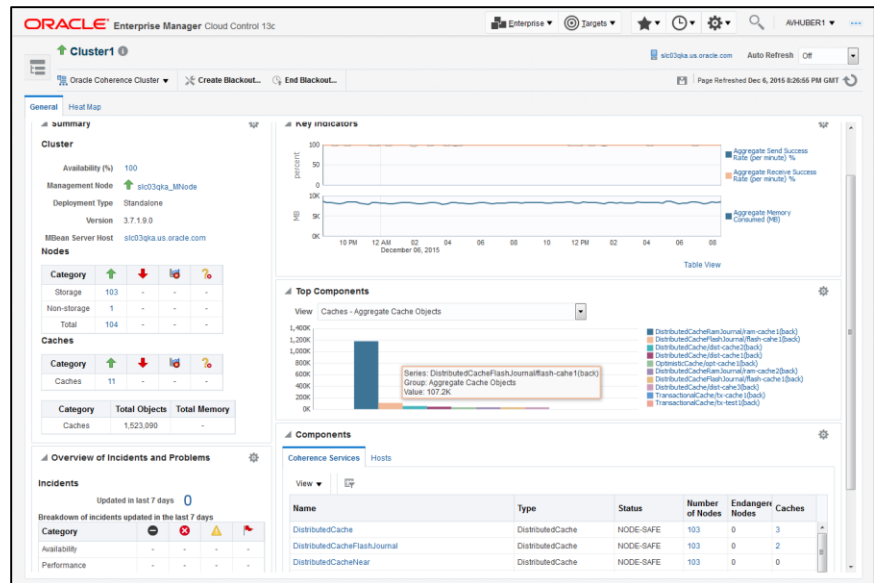 ORACLE Enterprise Manager Cloud Control 13c
Enterprise Targets AVHUBER1
Cluster1
slc03qka.us.oracle.com Auto Refresh Off
Oracle Coherence Cluster Create Blackout... End Blackout... Page Refreshed Dec 6, 2015 8:26:55 PM GMT
General Heat Map
Summary
Cluster
Availability (%) 100
Management Node slc03qka_MNode
Deployment Type Standalone
Version 3.7.1.9.0
MBean Server Host slc03qka.us.oracle.com
Nodes
Category
Storage 103 - - -
Non-storage 1 - - -
Total 104 - - -
Caches
Category
Caches 11 - - -
Category Total Objects Total Memory
Caches 1,523,090 -
Overview of Incidents and Problems
Incidents
Updated in last 7 days 0
Breakdown of incidents updated in the last 7 days
Category
Availability - - - -
Performance - - - -
Key Indicators
percent
100
50
0
Aggregate Send Success
Rate (per minute) %
Aggregate Receive Success
Rate (per minute) %
MB
10K
9K
0K
Aggregate Memory
Consumed (MB)
10 PM 12 AM 02 04 06 08 10 12 PM 02 04 06 08
December 06, 2015
Table View
Top Components
View Caches - Aggregate Cache Objects
1,400K
1,200K
1,000K
800K
600K
400K
200K
0K
Series: DistributedCacheFlashJournal/flash-cahe1(back)
Group: Aggregate Cache Objects
Value: 107.2K
DistributedCacheRamJournal/ram-cache1(back)
DistributedCacheFlashJournal/flash-cahe1(back)
DistributedCache/dist-cache2(back)
DistributedCache/dist-cache1(back)
OptimisticCache/opt-cache1(back)
DistributedCacheRamJournal/ram-cache2(back)
DistributedCacheFlashJournal/flash-cache1(back)
DistributedCache/dist-cahe3(back)
TransactionalCache/tx-cache1(back)
TransactionalCache/tx-test1(back)
Components
Coherence Services Hosts
View
Name Type Status Number of Nodes Endangere Nodes Caches
DistributedCache DistributedCache NODE-SAFE 103 0 3
DistributedCacheFlashJournal DistributedCache NODE-SAFE 103 0 2
DistributedCacheNear DistributedCache NODE-SAFE 103 0 0